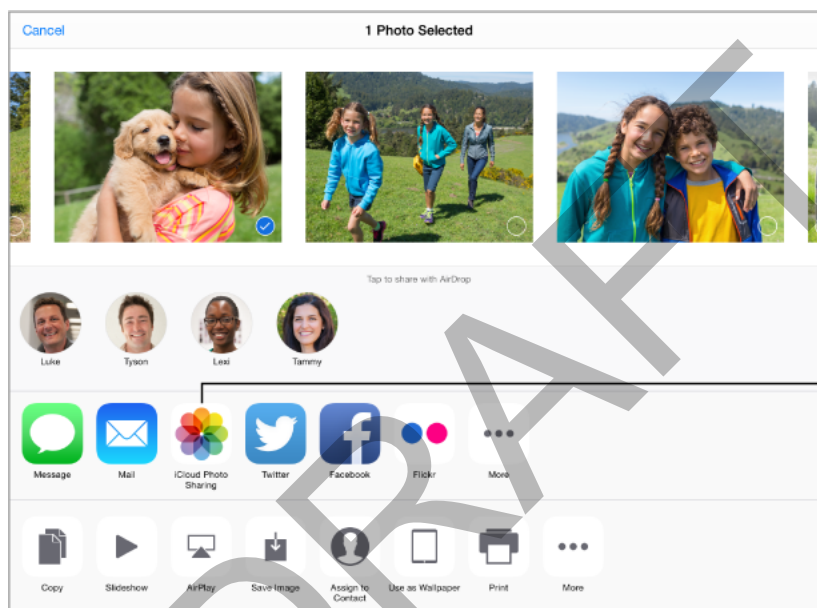 Cancel
1 Photo Selected
Tap to share with AirDrop
Luke
Tyson
Lexi
Tammy
Message
Mail
iCloud Photo
Sharing
Twitter
Facebook
Flickr
More
Copy
Slideshow
AirPlay
Save Image
Assign to
Contact
Use as Wallpaper
Print
More
DRAFT